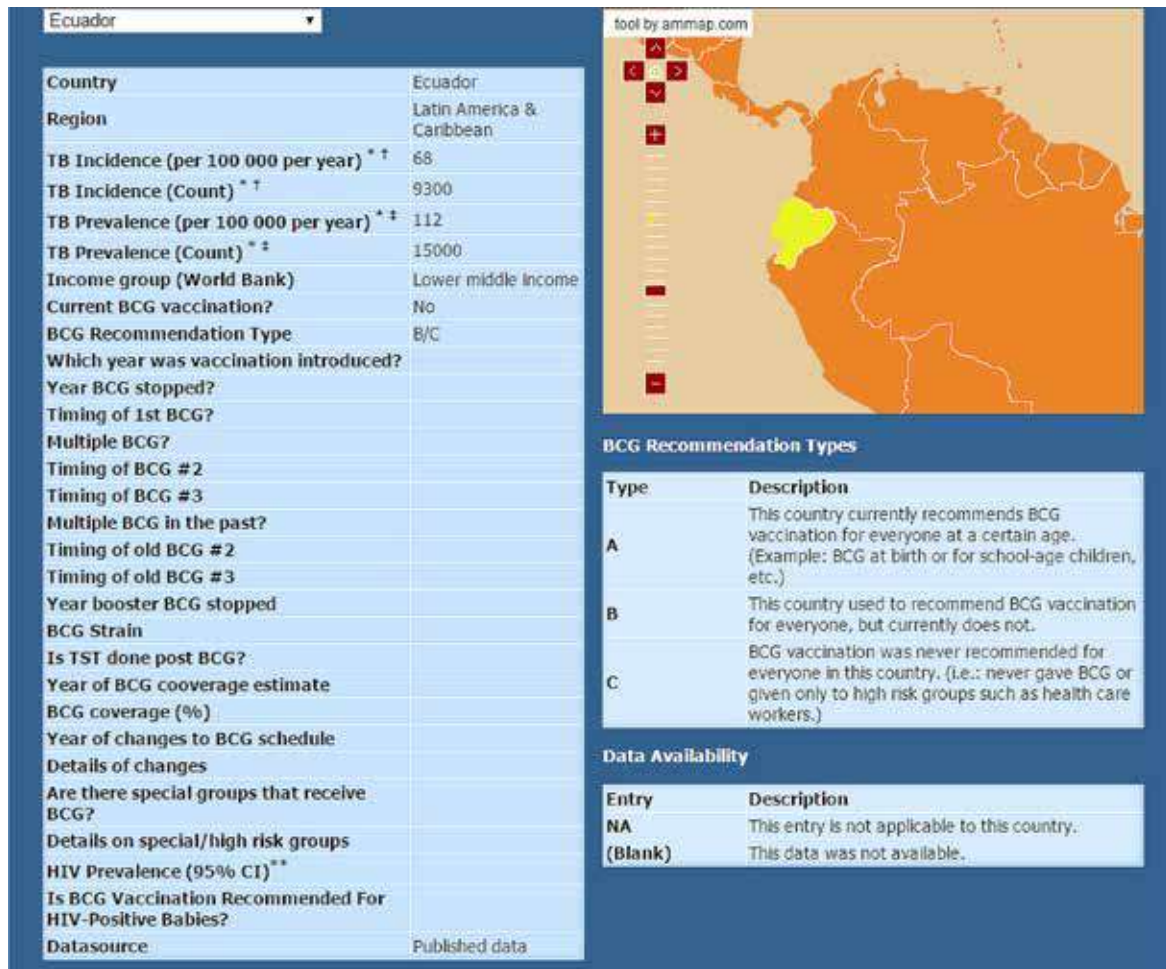 Ecuador
Country Ecuador
Region Latin America &
Caribbean
TB Incidence (per 100 000 per year) * † 68
TB Incidence (Count) * † 9300
TB Prevalence (per 100 000 per year) * ‡ 112
TB Prevalence (Count) * ‡ 15000
Income group (World Bank) Lower middle income
Current BCG vaccination? No
BCG Recommendation Type B/C
Which year was vaccination introduced?
Year BCG stopped?
Timing of 1st BCG?
Multiple BCG?
Timing of BCG #2
Timing of BCG #3
Multiple BCG in the past?
Timing of old BCG #2
Timing of old BCG #3
Year booster BCG stopped
BCG Strain
Is TST done post BCG?
Year of BCG cooverage estimate
BCG coverage (%)
Year of changes to BCG schedule
Details of changes
Are there special groups that receive
BCG?
Details on special/high risk groups
HIV Prevalence (95% CI)**
Is BCG Vaccination Recommended For
HIV-Positive Babies?
Datasource Published data
tool by ammap.com
BCG Recommendation Types
Type Description
A This country currently recommends BCG
vaccination for everyone at a certain age.
(Example: BCG at birth or for school-age children,
etc.)
B This country used to recommend BCG vaccination
for everyone, but currently does not.
C BCG vaccination was never recommended for
everyone in this country. (i.e.: never gave BCG or
given only to high risk groups such as health care
workers.)
Data Availability
Entry Description
NA This entry is not applicable to this country.
(Blank) This data was not available.